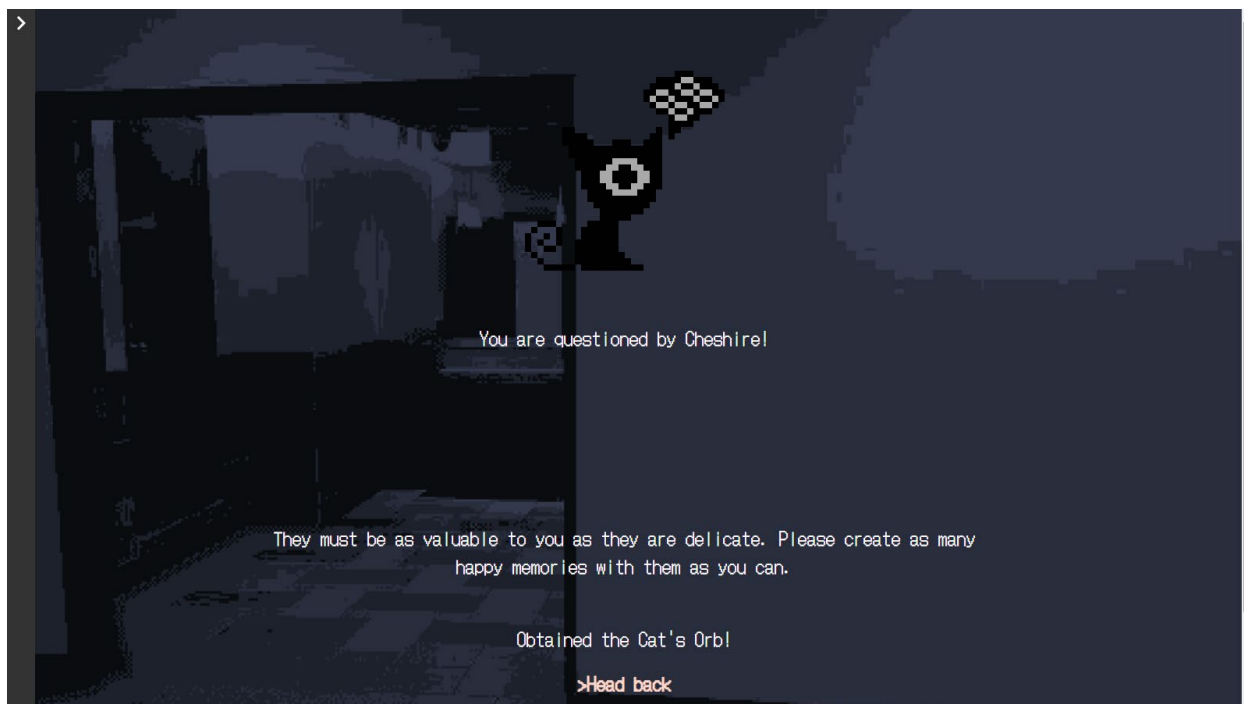 >
You are questioned by Cheshire!
They must be as valuable to you as they are delicate. Please create as many
happy memories with them as you can.
Obtained the Cat's Orb!
>Head back